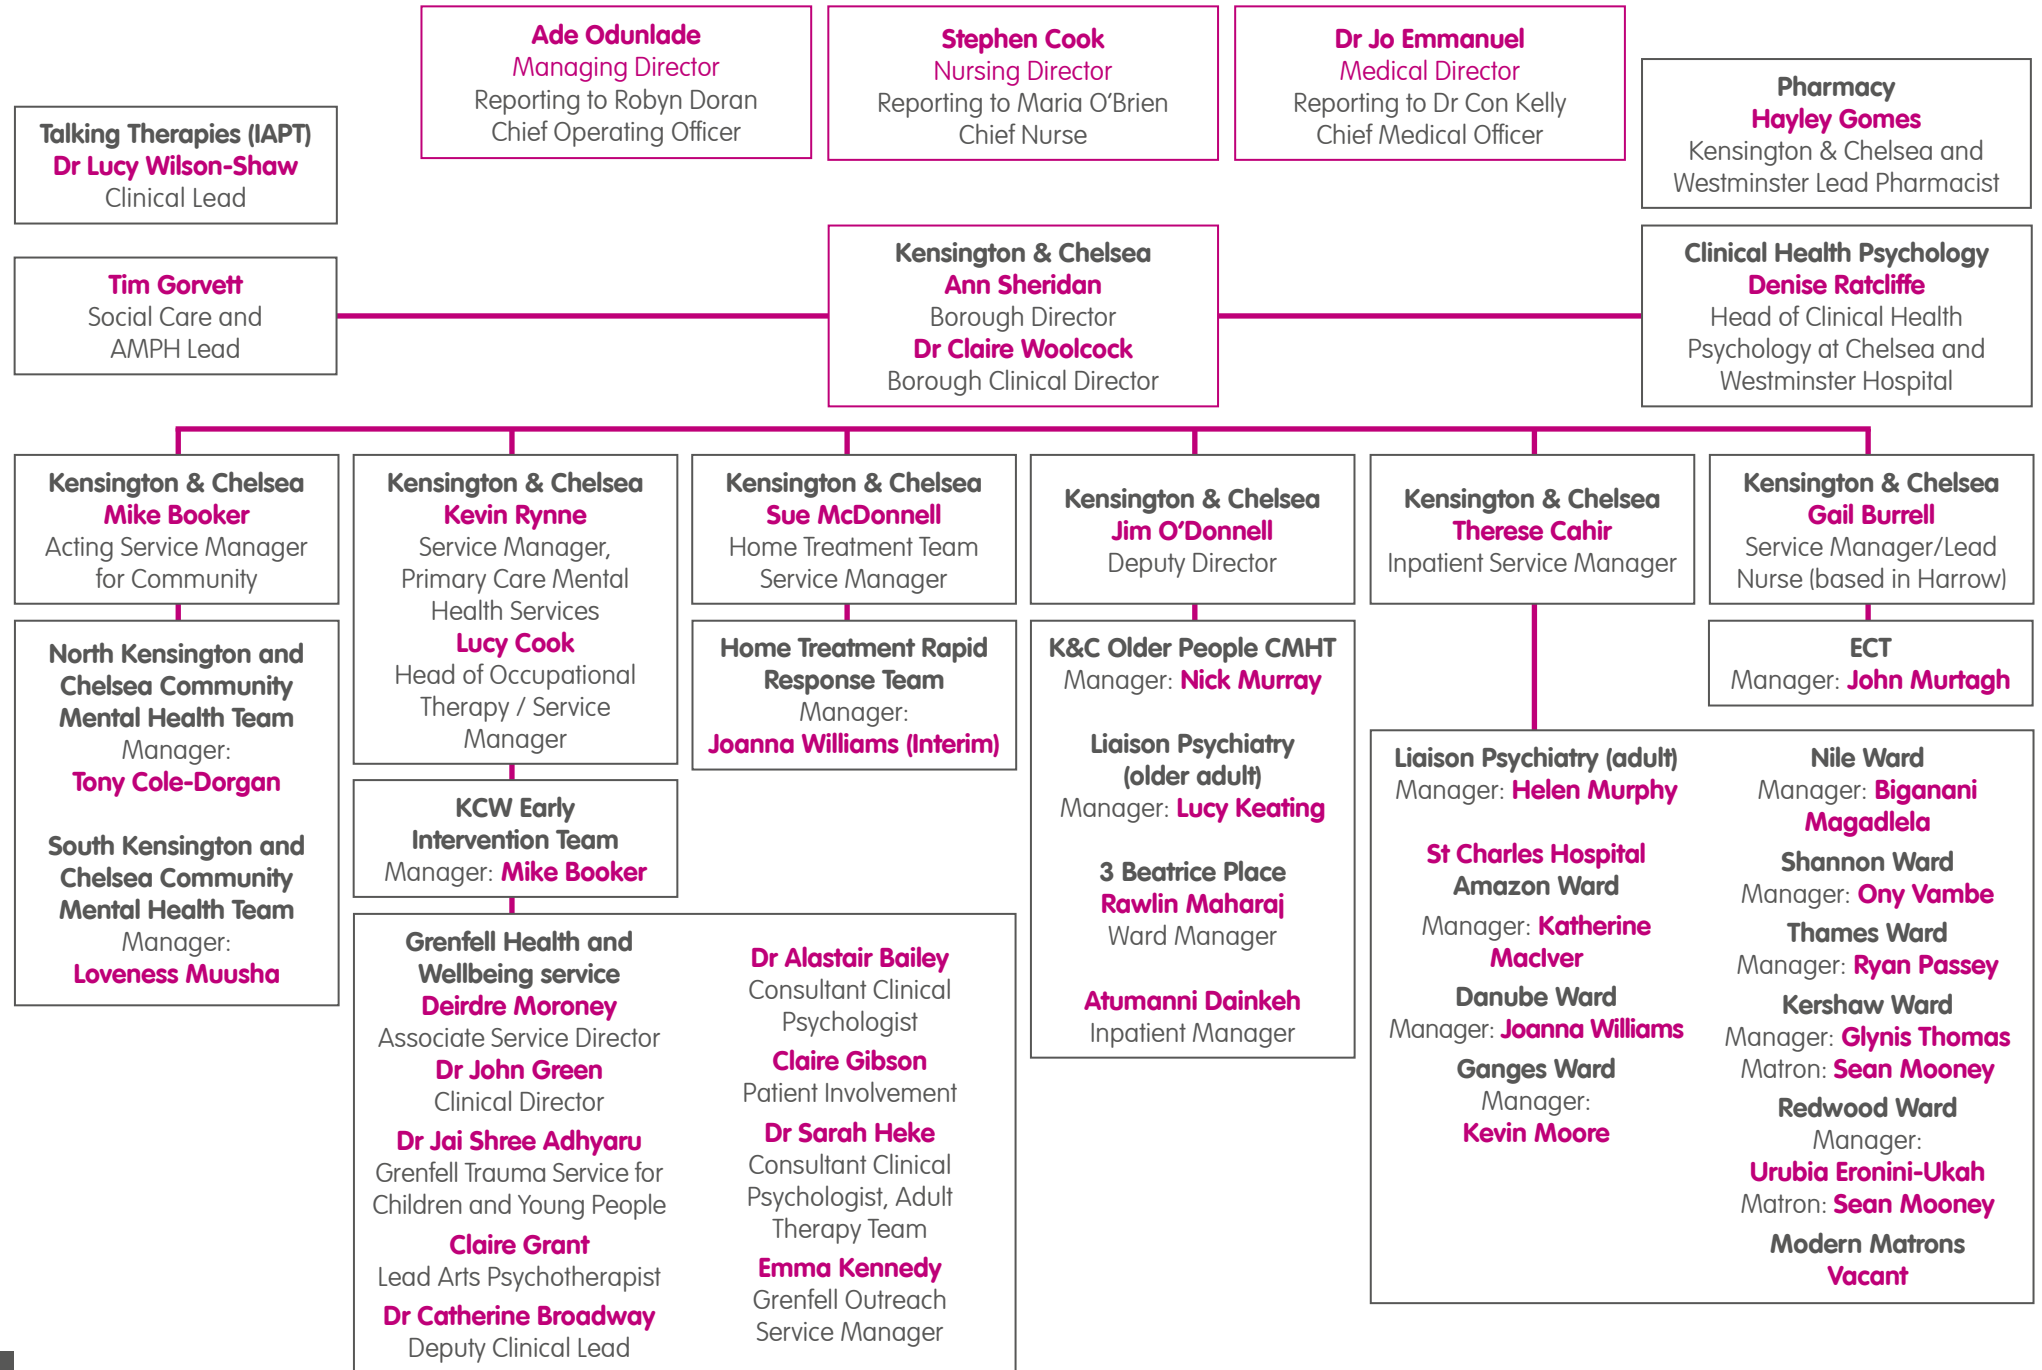 Ade Odunlade
Managing Director
Reporting to Robyn Doran
Chief Operating Officer
Stephen Cook
Nursing Director
Reporting to Maria O'Brien
Chief Nurse
Dr Jo Emmanuel
Medical Director
Reporting to Dr Con Kelly
Chief Medical Officer
Talking Therapies (IAPT)
Dr Lucy Wilson-Shaw
Clinical Lead
Pharmacy
Hayley Gomes
Kensington & Chelsea and
Westminster Lead Pharmacist
Tim Gorvett
Social Care and
AMPH Lead
Kensington & Chelsea
Ann Sheridan
Borough Director
Dr Claire Woolcock
Borough Clinical Director
Clinical Health Psychology
Denise Ratcliffe
Head of Clinical Health
Psychology at Chelsea and
Westminster Hospital
Kensington & Chelsea
Mike Booker
Acting Service Manager
for Community
North Kensington and
Chelsea Community
Mental Health Team
Manager:
Tony Cole-Dorgan
South Kensington and
Chelsea Community
Mental Health Team
Manager:
Loveness Muusha
Kensington & Chelsea
Kevin Rynne
Service Manager,
Primary Care Mental
Health Services
Lucy Cook
Head of Occupational
Therapy / Service
Manager
KCW Early
Intervention Team
Manager: Mike Booker
Grenfell Health and
Wellbeing service
Deirdre Moroney
Associate Service Director
Dr John Green
Clinical Director
Dr Jai Shree Adhyaru
Grenfell Trauma Service for
Children and Young People
Claire Grant
Lead Arts Psychotherapist
Dr Catherine Broadway
Deputy Clinical Lead
Dr Alastair Bailey
Consultant Clinical
Psychologist
Claire Gibson
Patient Involvement
Dr Sarah Heke
Consultant Clinical
Psychologist, Adult
Therapy Team
Emma Kennedy
Grenfell Outreach
Service Manager
Kensington & Chelsea
Sue McDonnell
Home Treatment Team
Service Manager
Home Treatment Rapid
Response Team
Manager:
Joanna Williams (Interim)
Kensington & Chelsea
Jim O'Donnell
Deputy Director
K&C Older People CMHT
Manager: Nick Murray
Liaison Psychiatry
(older adult)
Manager: Lucy Keating
3 Beatrice Place
Rawlin Maharaj
Ward Manager
Atumanni Dainkeh
Inpatient Manager
Kensington & Chelsea
Therese Cahir
Inpatient Service Manager
Liaison Psychiatry (adult)
Manager: Helen Murphy
St Charles Hospital
Amazon Ward
Manager: Katherine
MacIver
Danube Ward
Manager: Joanna Williams
Ganges Ward
Manager:
Kevin Moore
Nile Ward
Manager: Biganani
Magadlela
Shannon Ward
Manager: Ony Vambe
Thames Ward
Manager: Ryan Passey
Kershaw Ward
Manager: Glynis Thomas
Matron: Sean Mooney
Redwood Ward
Manager:
Urubia Eronini-Ukah
Matron: Sean Mooney
Modern Matrons
Vacant
Kensington & Chelsea
Gail Burrell
Service Manager/Lead
Nurse (based in Harrow)
ECT
Manager: John Murtagh